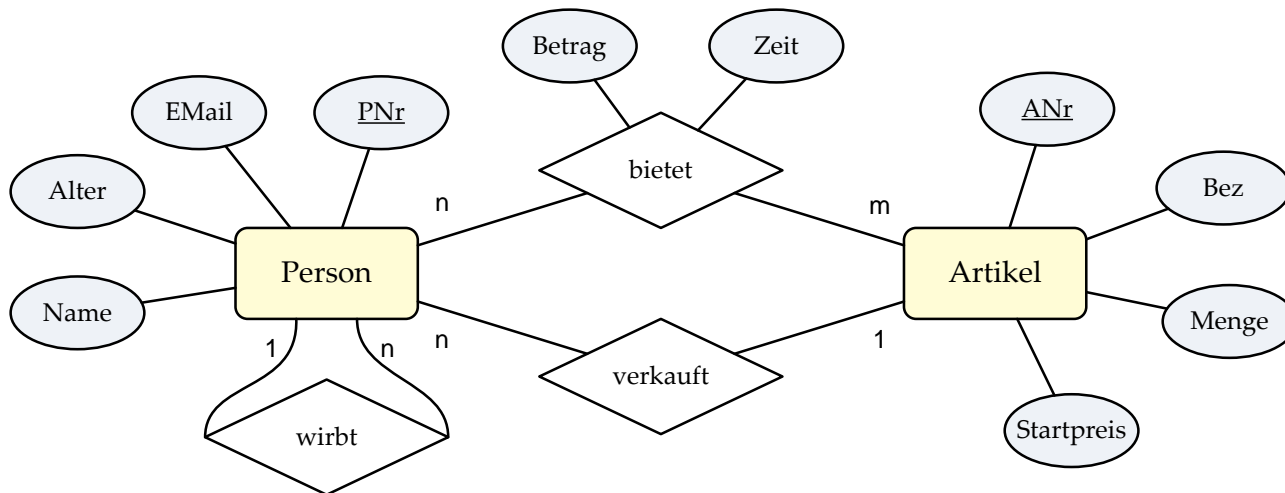 Betrag
Zeit
EMail
PNr
ANr
bietet
Alter
Bez
n
m
Person
Artikel
Name
Menge
1
n
n
1
verkauft
wirbt
Startpreis